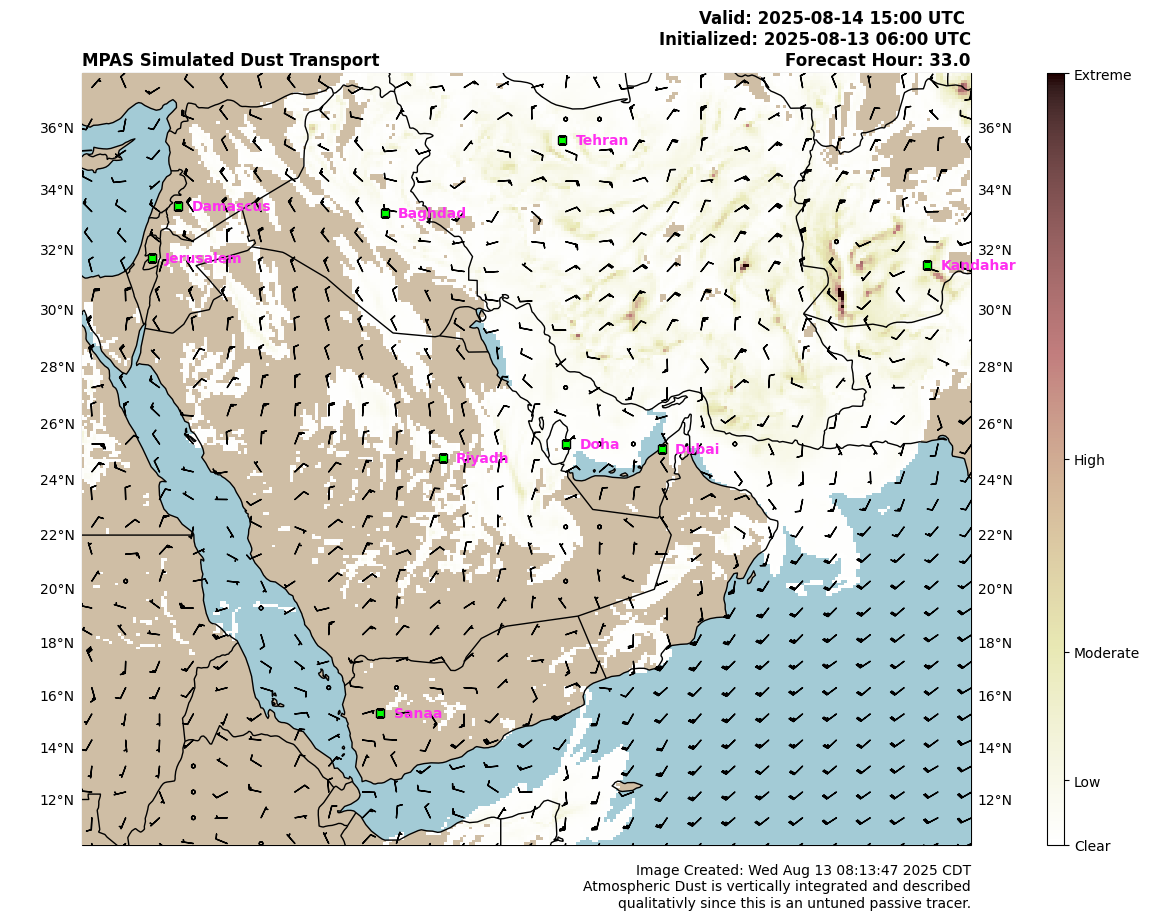 Valid: 2025-08-14 15:00 UTC
Initialized: 2025-08-13 06:00 UTC
MPAS Simulated Dust Transport
Forecast Hour: 33.0
Extreme
36°N
36°N
Tehran
34°N
34°N
Damascus
Baghdad
32°N
32°N
Jerusalem
Kandahar
30°N
30°N
28°N
28°N
26°N
26°N
Doha
Dubai
High
Riyadh
24°N
24°N
22°N
22°N
20°N
20°N
18°N
18°N
Moderate
16°N
16°N
Sanaa
14°N
14°N
Low
12°N
12°N
Clear
Image Created: Wed Aug 13 08:13:47 2025 CDT
Atmospheric Dust is vertically integrated and described
qualitativly since this is an untuned passive tracer.